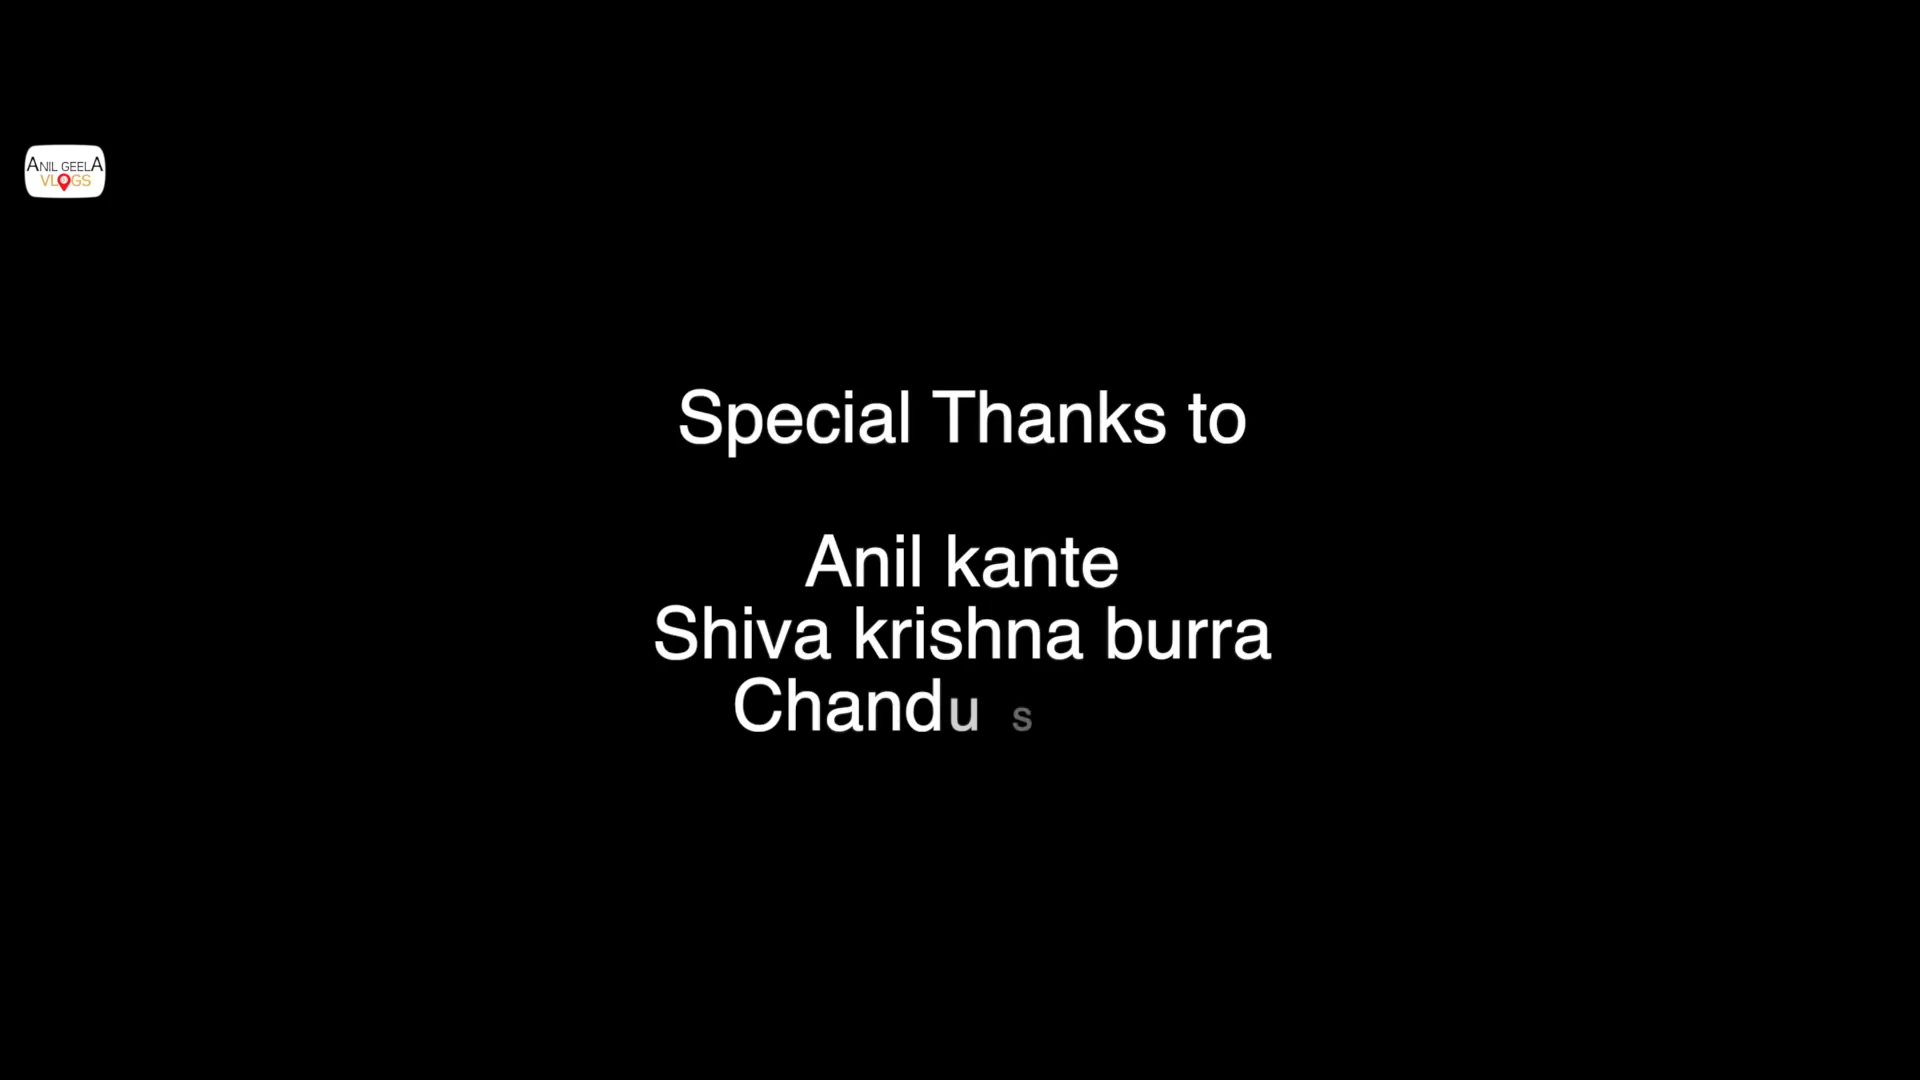 ANIL GEELA
VLOGS
Special Thanks to
Anil kante
Shiva krishna burra
Chandu s